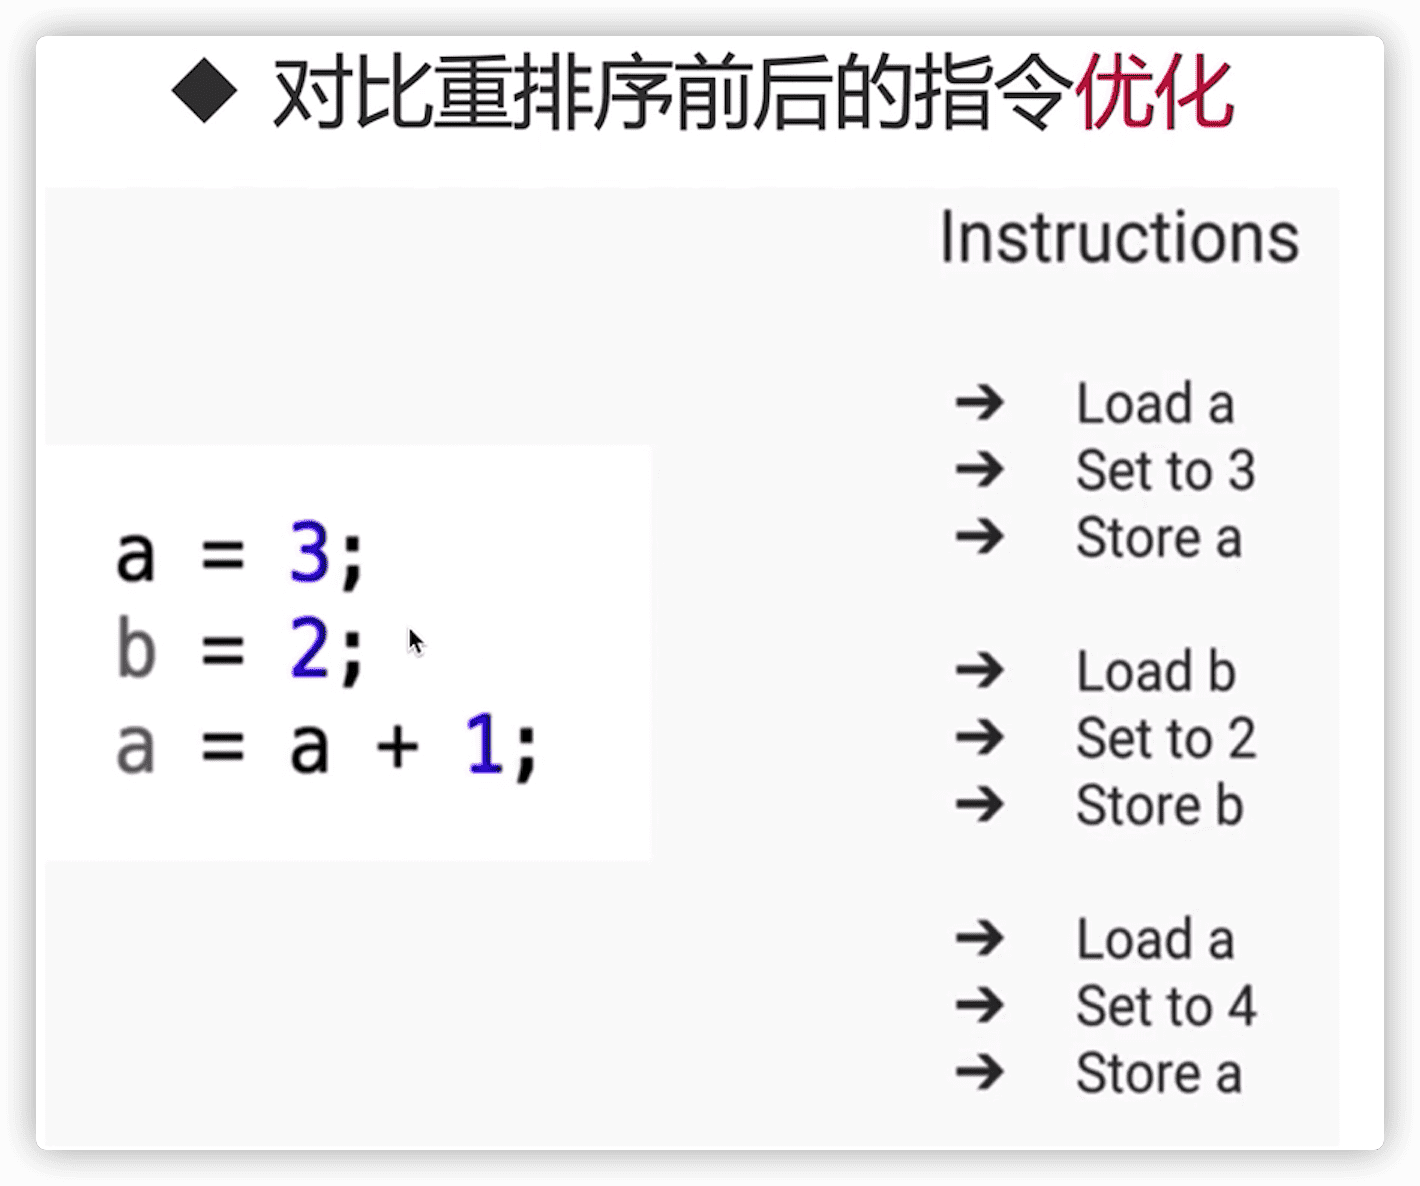 ◆ 对比重排序前后的指令优化
Instructions
a = 3;
b = 2;
a = a + 1;
➔ Load a
➔ Set to 3
➔ Store a
➔ Load b
➔ Set to 2
➔ Store b
➔ Load a
➔ Set to 4
➔ Store a